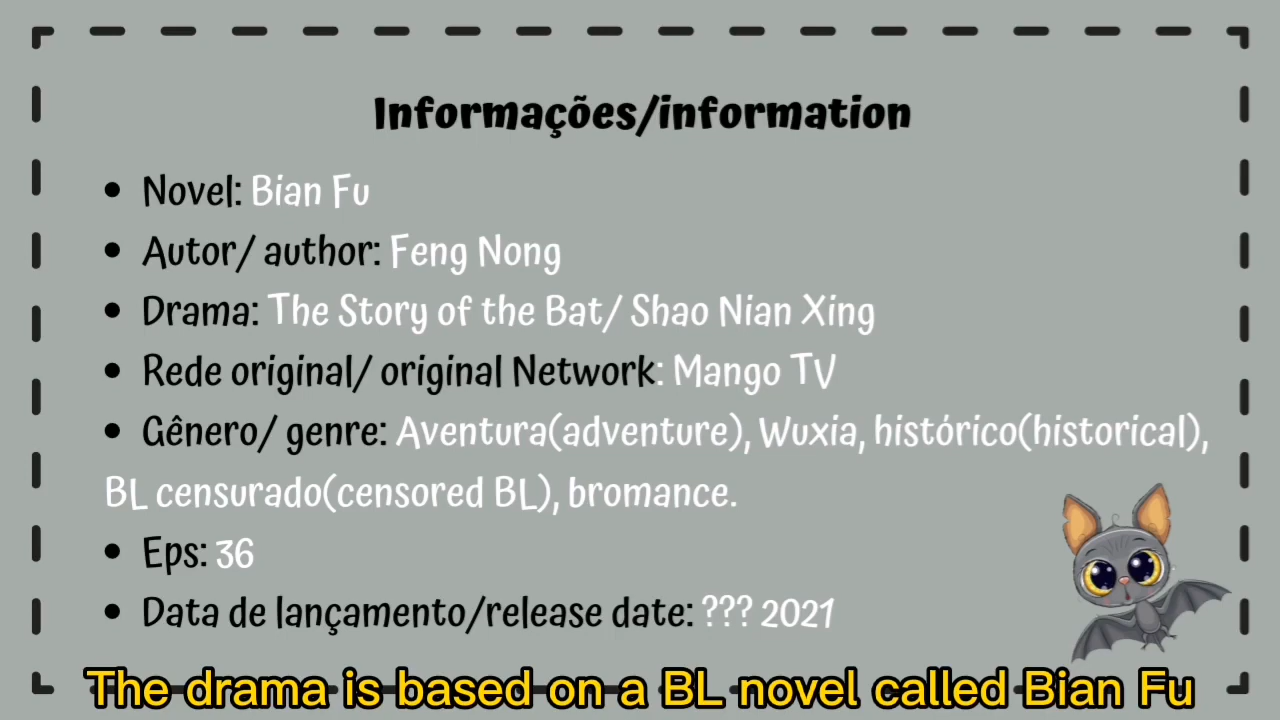 Informações/information
• Novel: Bian Fu
• Autor/ author: Feng Nong
• Drama: The Story of the Bat/ Shao Nian Xing
• Rede original/ original Network: Mango TV
• Gênero/ genre: Aventura(adventure), Wuxia, histórico(historical),
BL censurado(censored BL), bromance.
• Eps: 36
• Data de lançamento/release date: ??? 2021
The drama is based on a BL novel called Bian Fu